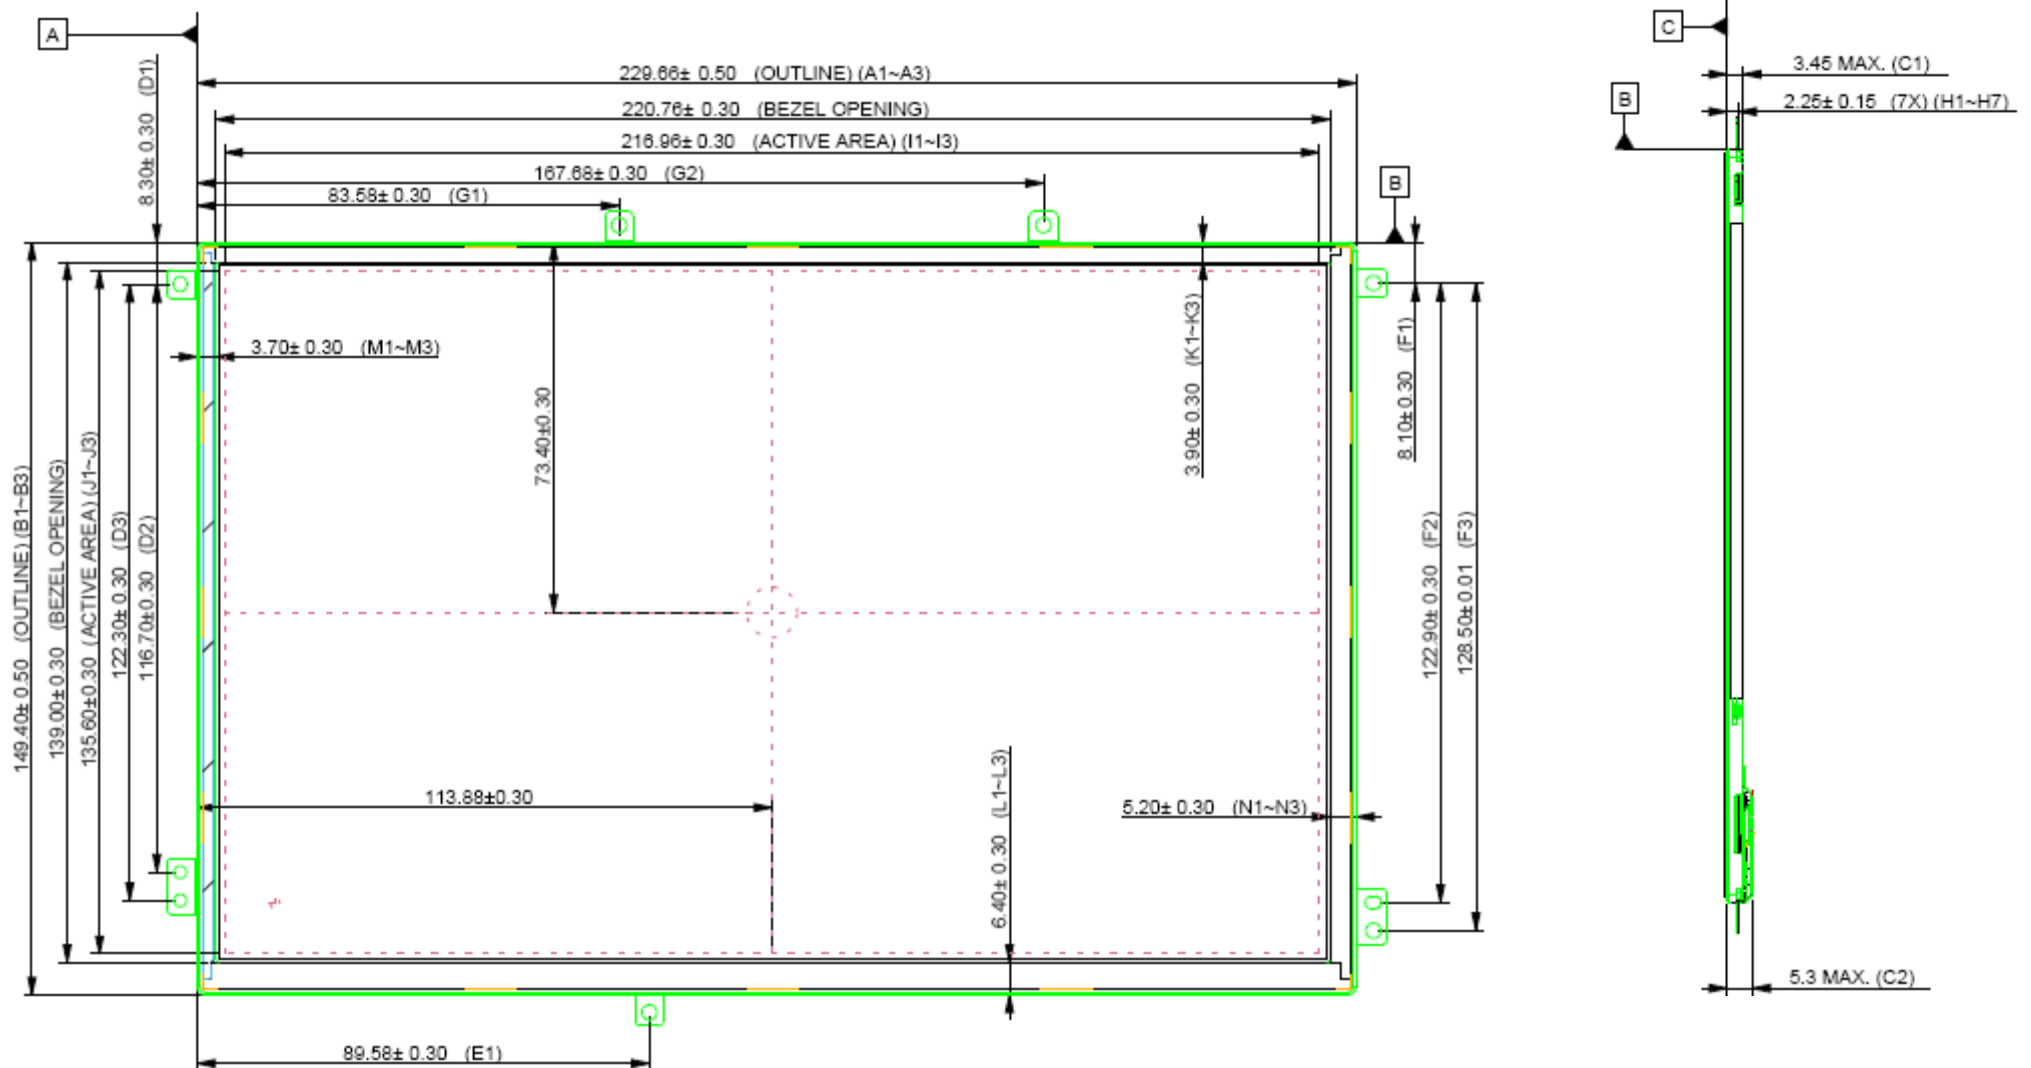 A
C
8.30± 0.30 (D1)
229.66± 0.50 (OUTLINE) (A1~A3)
3.45 MAX. (C1)
220.76± 0.30 (BEZEL OPENING)
B
2.25± 0.15 (7X) (H1~H7)
216.96± 0.30 (ACTIVE AREA) (I1~I3)
167.68± 0.30 (G2)
B
83.58± 0.30 (G1)
3.70± 0.30 (M1~M3)
73.40±0.30
3.90± 0.30 (K1~K3)
8.10± 0.30 (F1)
149.40± 0.50 (OUTLINE) (B1~B3)
139.00±0.30 (BEZEL OPENING)
135.60±0.30 (ACTIVE AREA) (J1~J3)
122.30± 0.30 (D3)
116.70±0.30 (D2)
122.90± 0.30 (F2)
128.50± 0.01 (F3)
113.88±0.30
6.40± 0.30 (L1~L3)
5.20± 0.30 (N1~N3)
5.3 MAX. (C2)
89.58± 0.30 (E1)